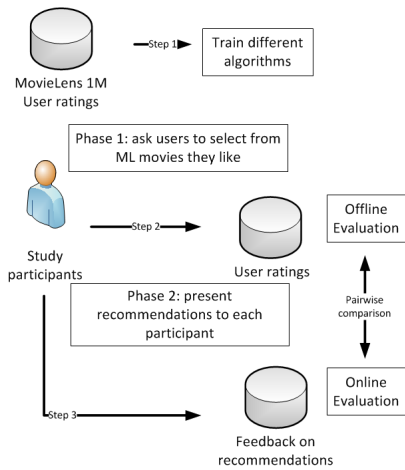 Step 1
Train different
algorithms
MovieLens 1M
User ratings
Phase 1: ask users to select from
ML movies they like
Step 2
Study
participants
User ratings
Offline
Evaluation
Phase 2: present
recommendations to each
participant
Pairwise
comparison
Step 3
Feedback on
recommendations
Online
Evaluation